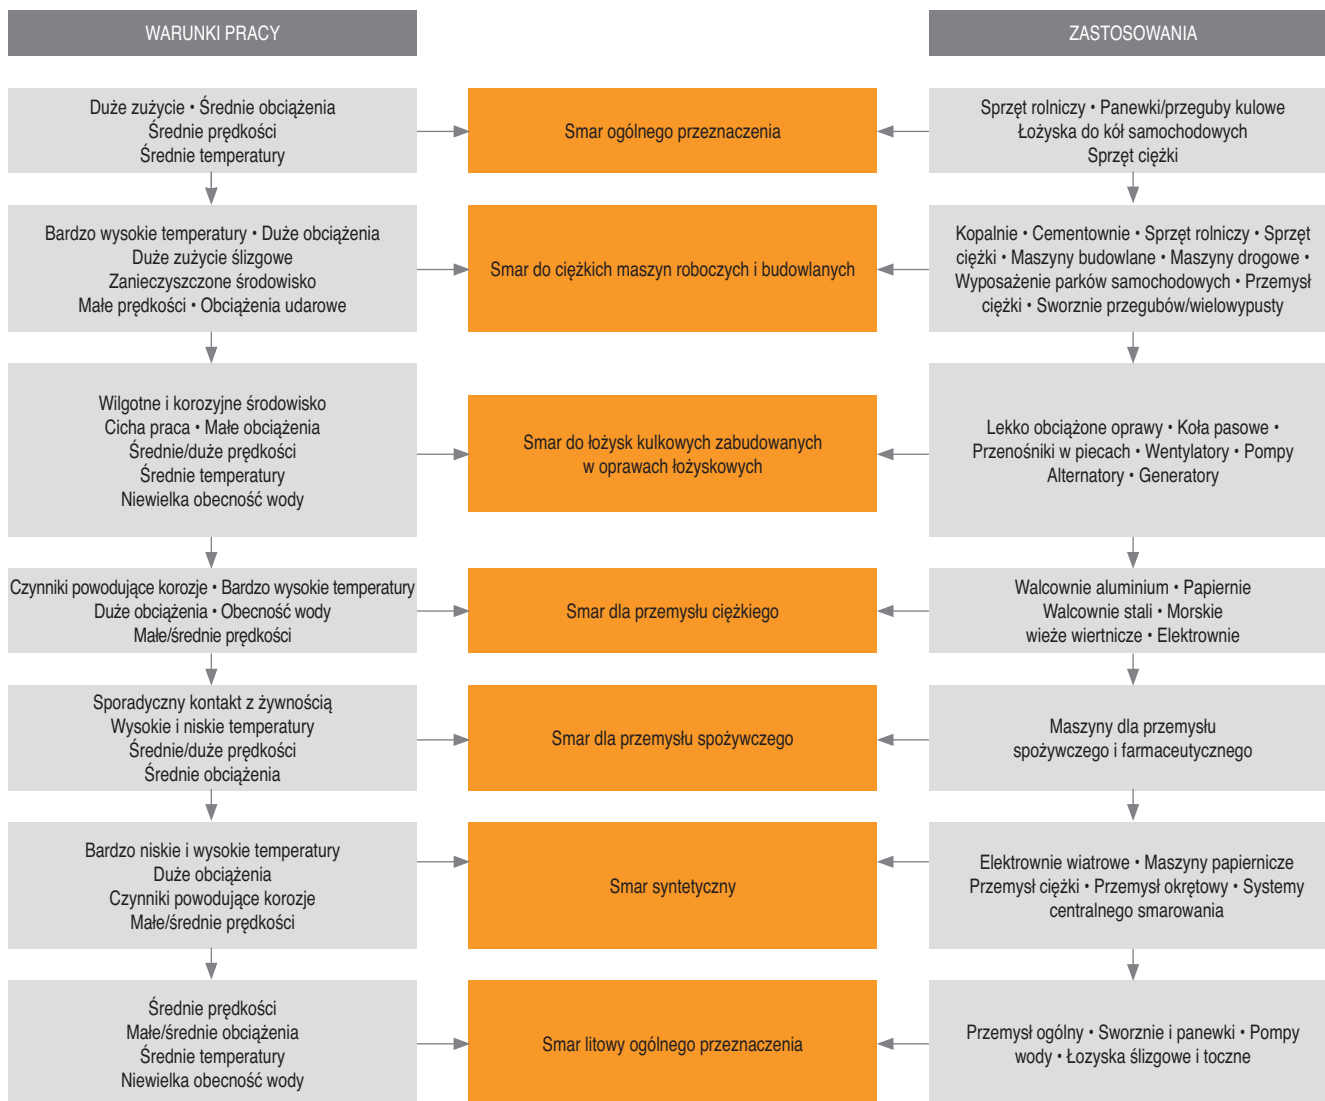 WARUNKI PRACY
ZASTOSOWANIA
Duże zużycie • Średnie obciążenia
Średnie prędkości
Średnie temperatury
Smar ogólnego przeznaczenia
Sprzęt rolniczy • Panewki/przeguby kulowe
Łożyska do kół samochodowych
Sprzęt ciężki
Bardzo wysokie temperatury • Duże obciążenia
Duże zużycie ślizgowe
Zanieczyszczone środowisko
Małe prędkości • Obciążenia udarowe
Smar do ciężkich maszyn roboczych i budowlanych
Kopalnie • Cementownie • Sprzęt rolniczy • Sprzęt
ciężki • Maszyny budowlane • Maszyny drogowe •
Wyposażenie parków samochodowych • Przemysł
ciężki • Sworznie przegubów/wielowypusty
Wilgotne i korozyjne środowisko
Cicha praca • Małe obciążenia
Średnie/duże prędkości
Średnie temperatury
Niewielka obecność wody
Smar do łożysk kulkowych zabudowanych
w oprawach łożyskowych
Lekko obciążone oprawy • Koła pasowe •
Przenośniki w piecach • Wentylatory • Pompy
Alternatory • Generatory
Czynniki powodujące korozje • Bardzo wysokie temperatury
Duże obciążenia • Obecność wody
Małe/średnie prędkości
Smar dla przemysłu ciężkiego
Walcownie aluminium • Papiernie
Walcownie stali • Morskie
wieże wiertnicze • Elektrownie
Sporadyczny kontakt z żywnością
Wysokie i niskie temperatury
Średnie/duże prędkości
Średnie obciążenia
Smar dla przemysłu spożywczego
Maszyny dla przemysłu
spożywczego i farmaceutycznego
Bardzo niskie i wysokie temperatury
Duże obciążenia
Czynniki powodujące korozje
Małe/średnie prędkości
Smar syntetyczny
Elektrownie wiatrowe • Maszyny papiernicze
Przemysł ciężki • Przemysł okrętowy • Systemy
centralnego smarowania
Średnie prędkości
Małe/średnie obciążenia
Średnie temperatury
Niewielka obecność wody
Smar litowy ogólnego przeznaczenia
Przemysł ogólny • Sworznie i panewki • Pompy
wody • Łozyska ślizgowe i toczne